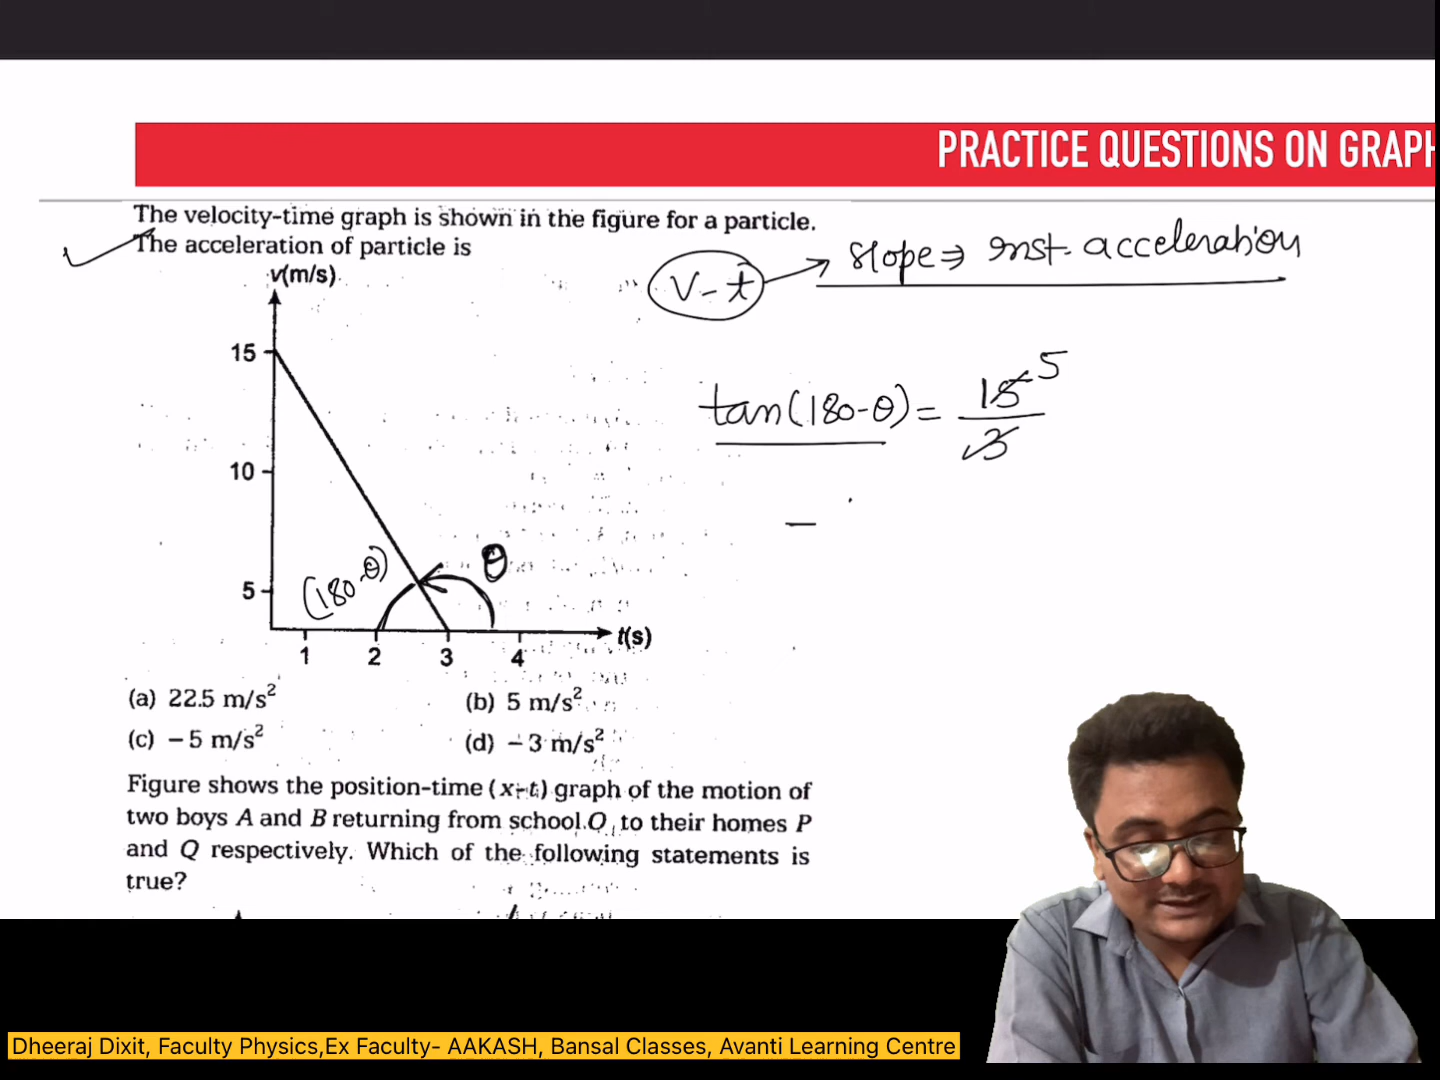 PRACTICE QUESTIONS ON GRAPH
The velocity-time graph is shown in the figure for a particle.
The acceleration of particle is
v(m/s)
15
10
5
1 2 3 4
t(s)
(180-θ)
θ
v-t → slope ⇒ inst. acceleration
tan(180-θ) = 15/3 5
–
(a) 22.5 m/s² (b) 5 m/s²
(c) – 5 m/s² (d) – 3 m/s²
Figure shows the position-time (x-t) graph of the motion of
two boys A and B returning from school O to their homes P
and Q respectively. Which of the following statements is
true?
Dheeraj Dixit, Faculty Physics,Ex Faculty- AAKASH, Bansal Classes, Avanti Learning Centre